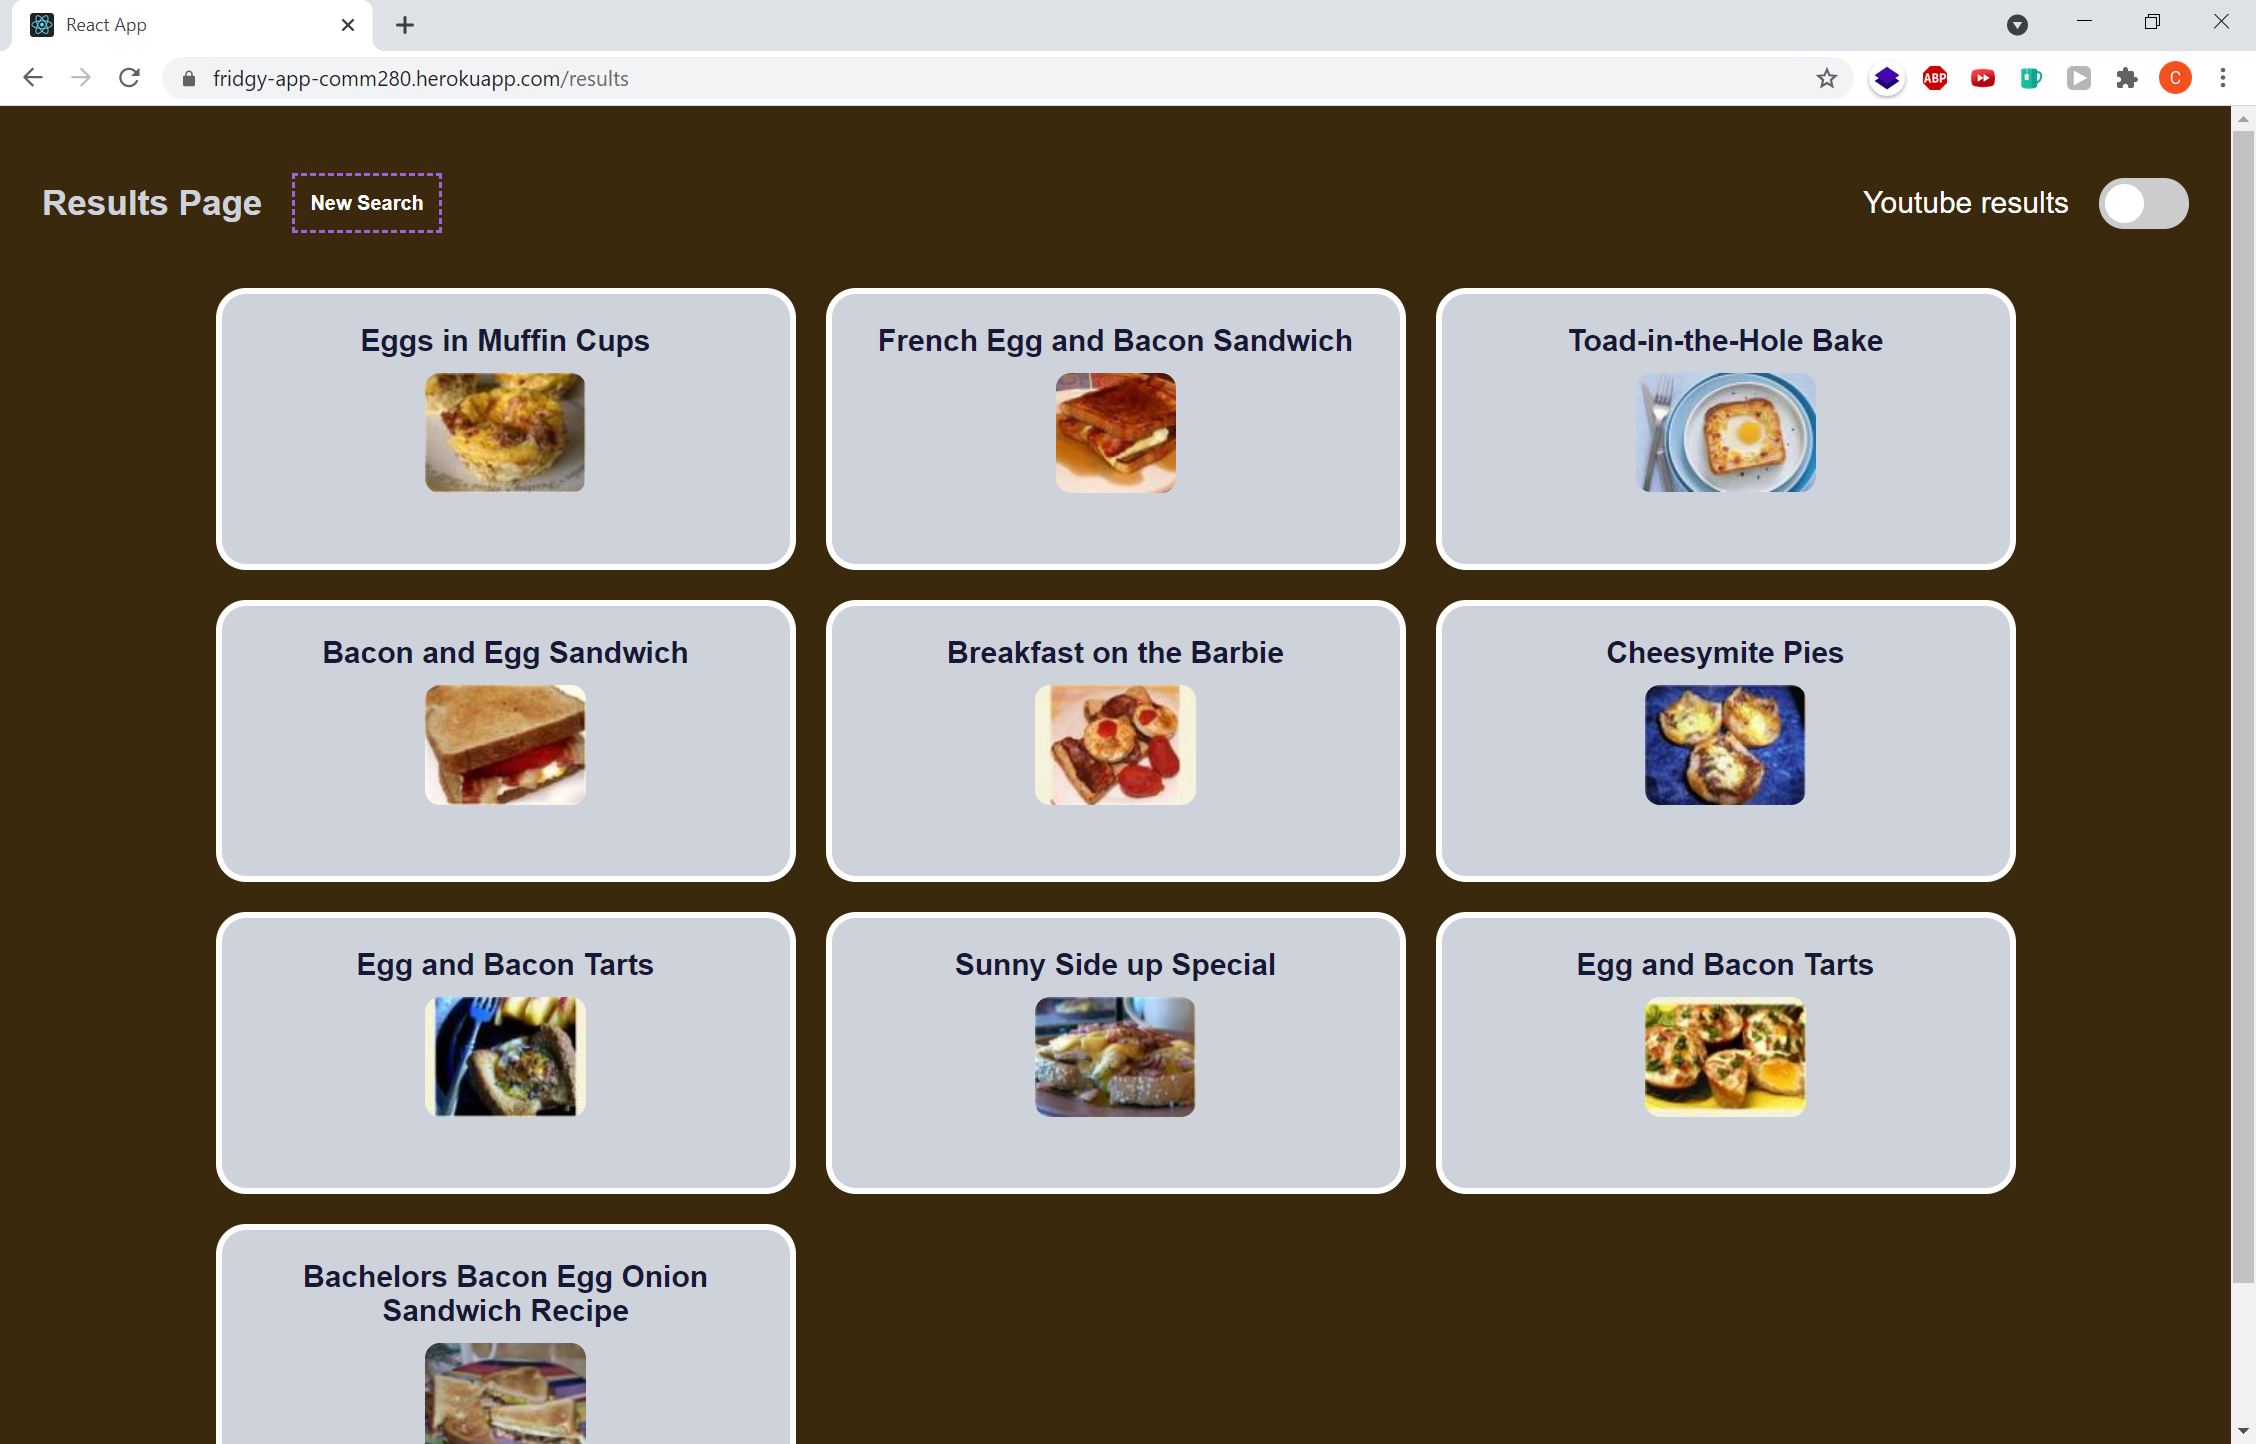 React App
fridgy-app-comm280.herokuapp.com/results
ABP
C
Results Page
New Search
Youtube results
Eggs in Muffin Cups
French Egg and Bacon Sandwich
Toad-in-the-Hole Bake
Bacon and Egg Sandwich
Breakfast on the Barbie
Cheesymite Pies
Egg and Bacon Tarts
Sunny Side up Special
Egg and Bacon Tarts
Bachelors Bacon Egg Onion
Sandwich Recipe